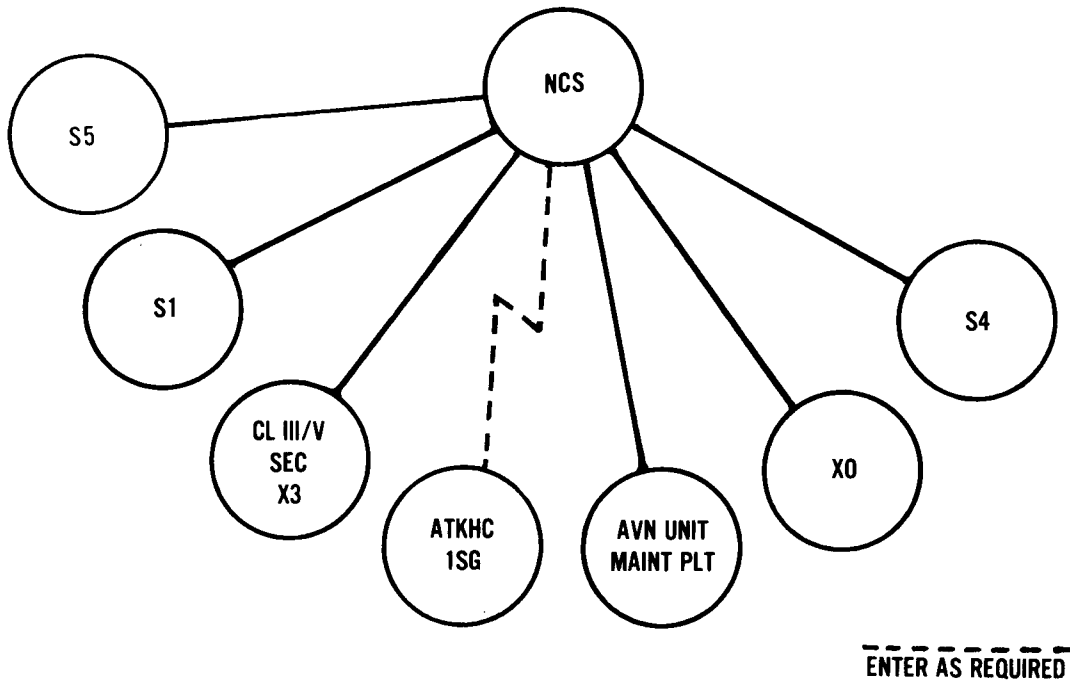 NCS
S5
S1
CL III/V
SEC
X3
ATKHC
1SG
AVN UNIT
MAINT PLT
XO
S4
ENTER AS REQUIRED